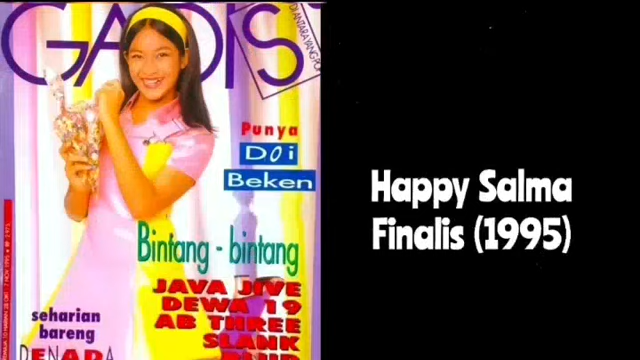 GADIS
Punya
Doi
Beken
Bintang - bintang
JAVA JIVE
DEWA 19
AB THREE
SLANK
seharian
bareng
DENADA
Happy Salma
Finalis (1995)